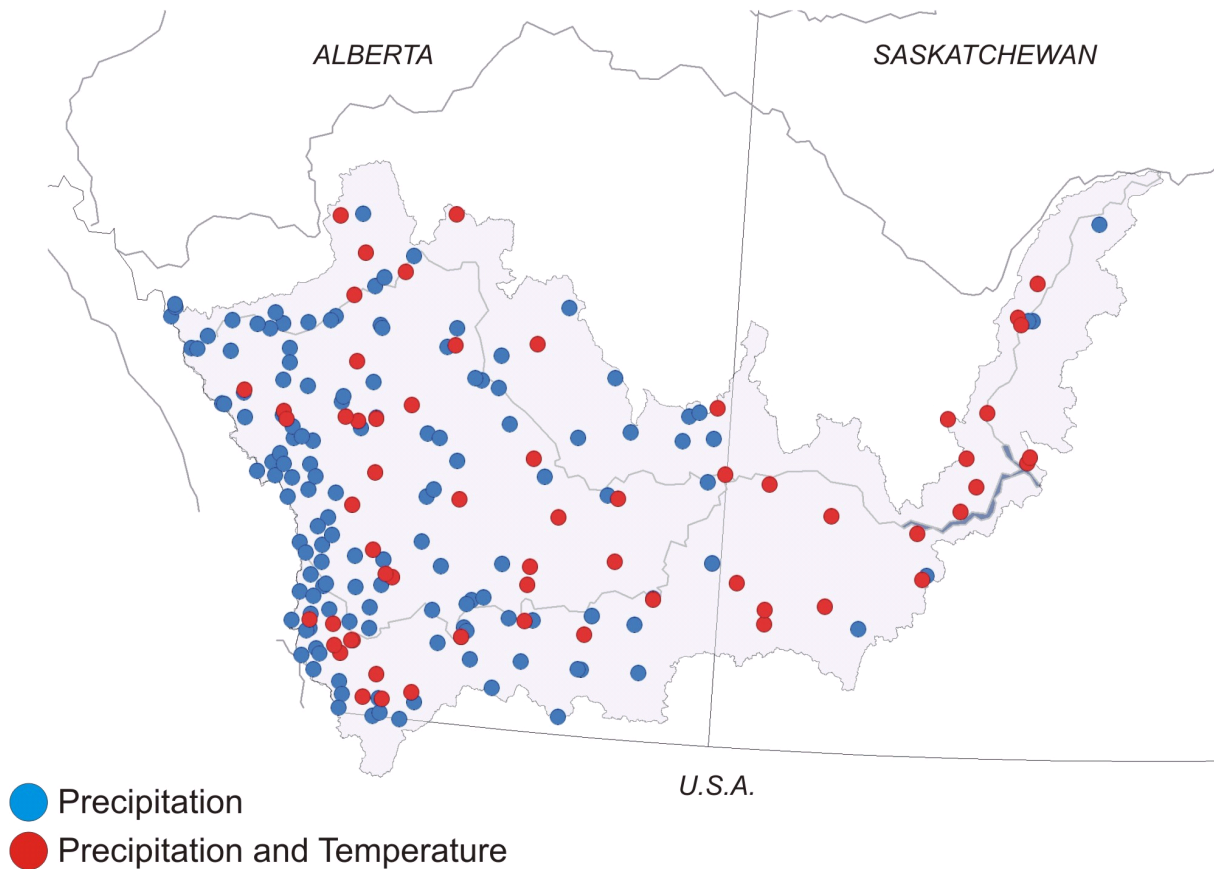 ALBERTA
SASKATCHEWAN
U.S.A.
Precipitation
Precipitation and Temperature